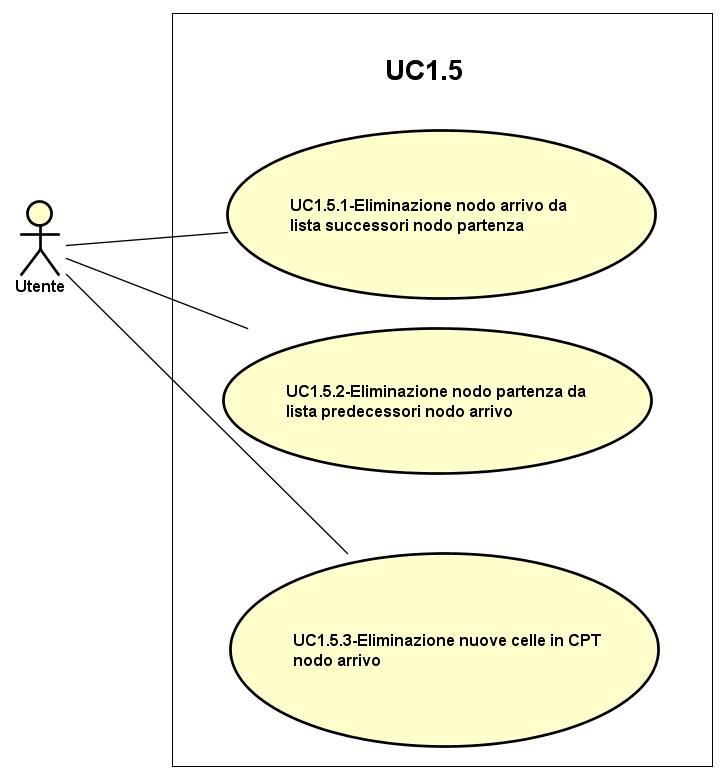 UC1.5
UC1.5.1-Eliminazione nodo arrivo da
lista successori nodo partenza
Utente
UC1.5.2-Eliminazione nodo partenza da
lista predecessori nodo arrivo
UC1.5.3-Eliminazione nuove celle in CPT
nodo arrivo